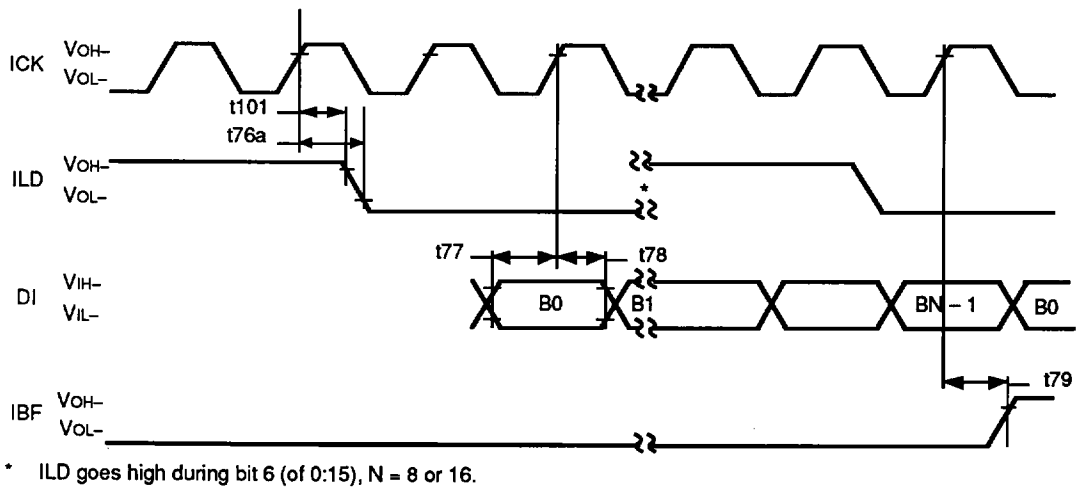 ICK VOH–
VOL–
t101
t76a
ILD VOH–
VOL–
*
t77 t78
DI VIH–
VIL–
B0 B1 BN – 1 B0
t79
IBF VOH–
VOL–
* ILD goes high during bit 6 (of 0:15), N = 8 or 16.